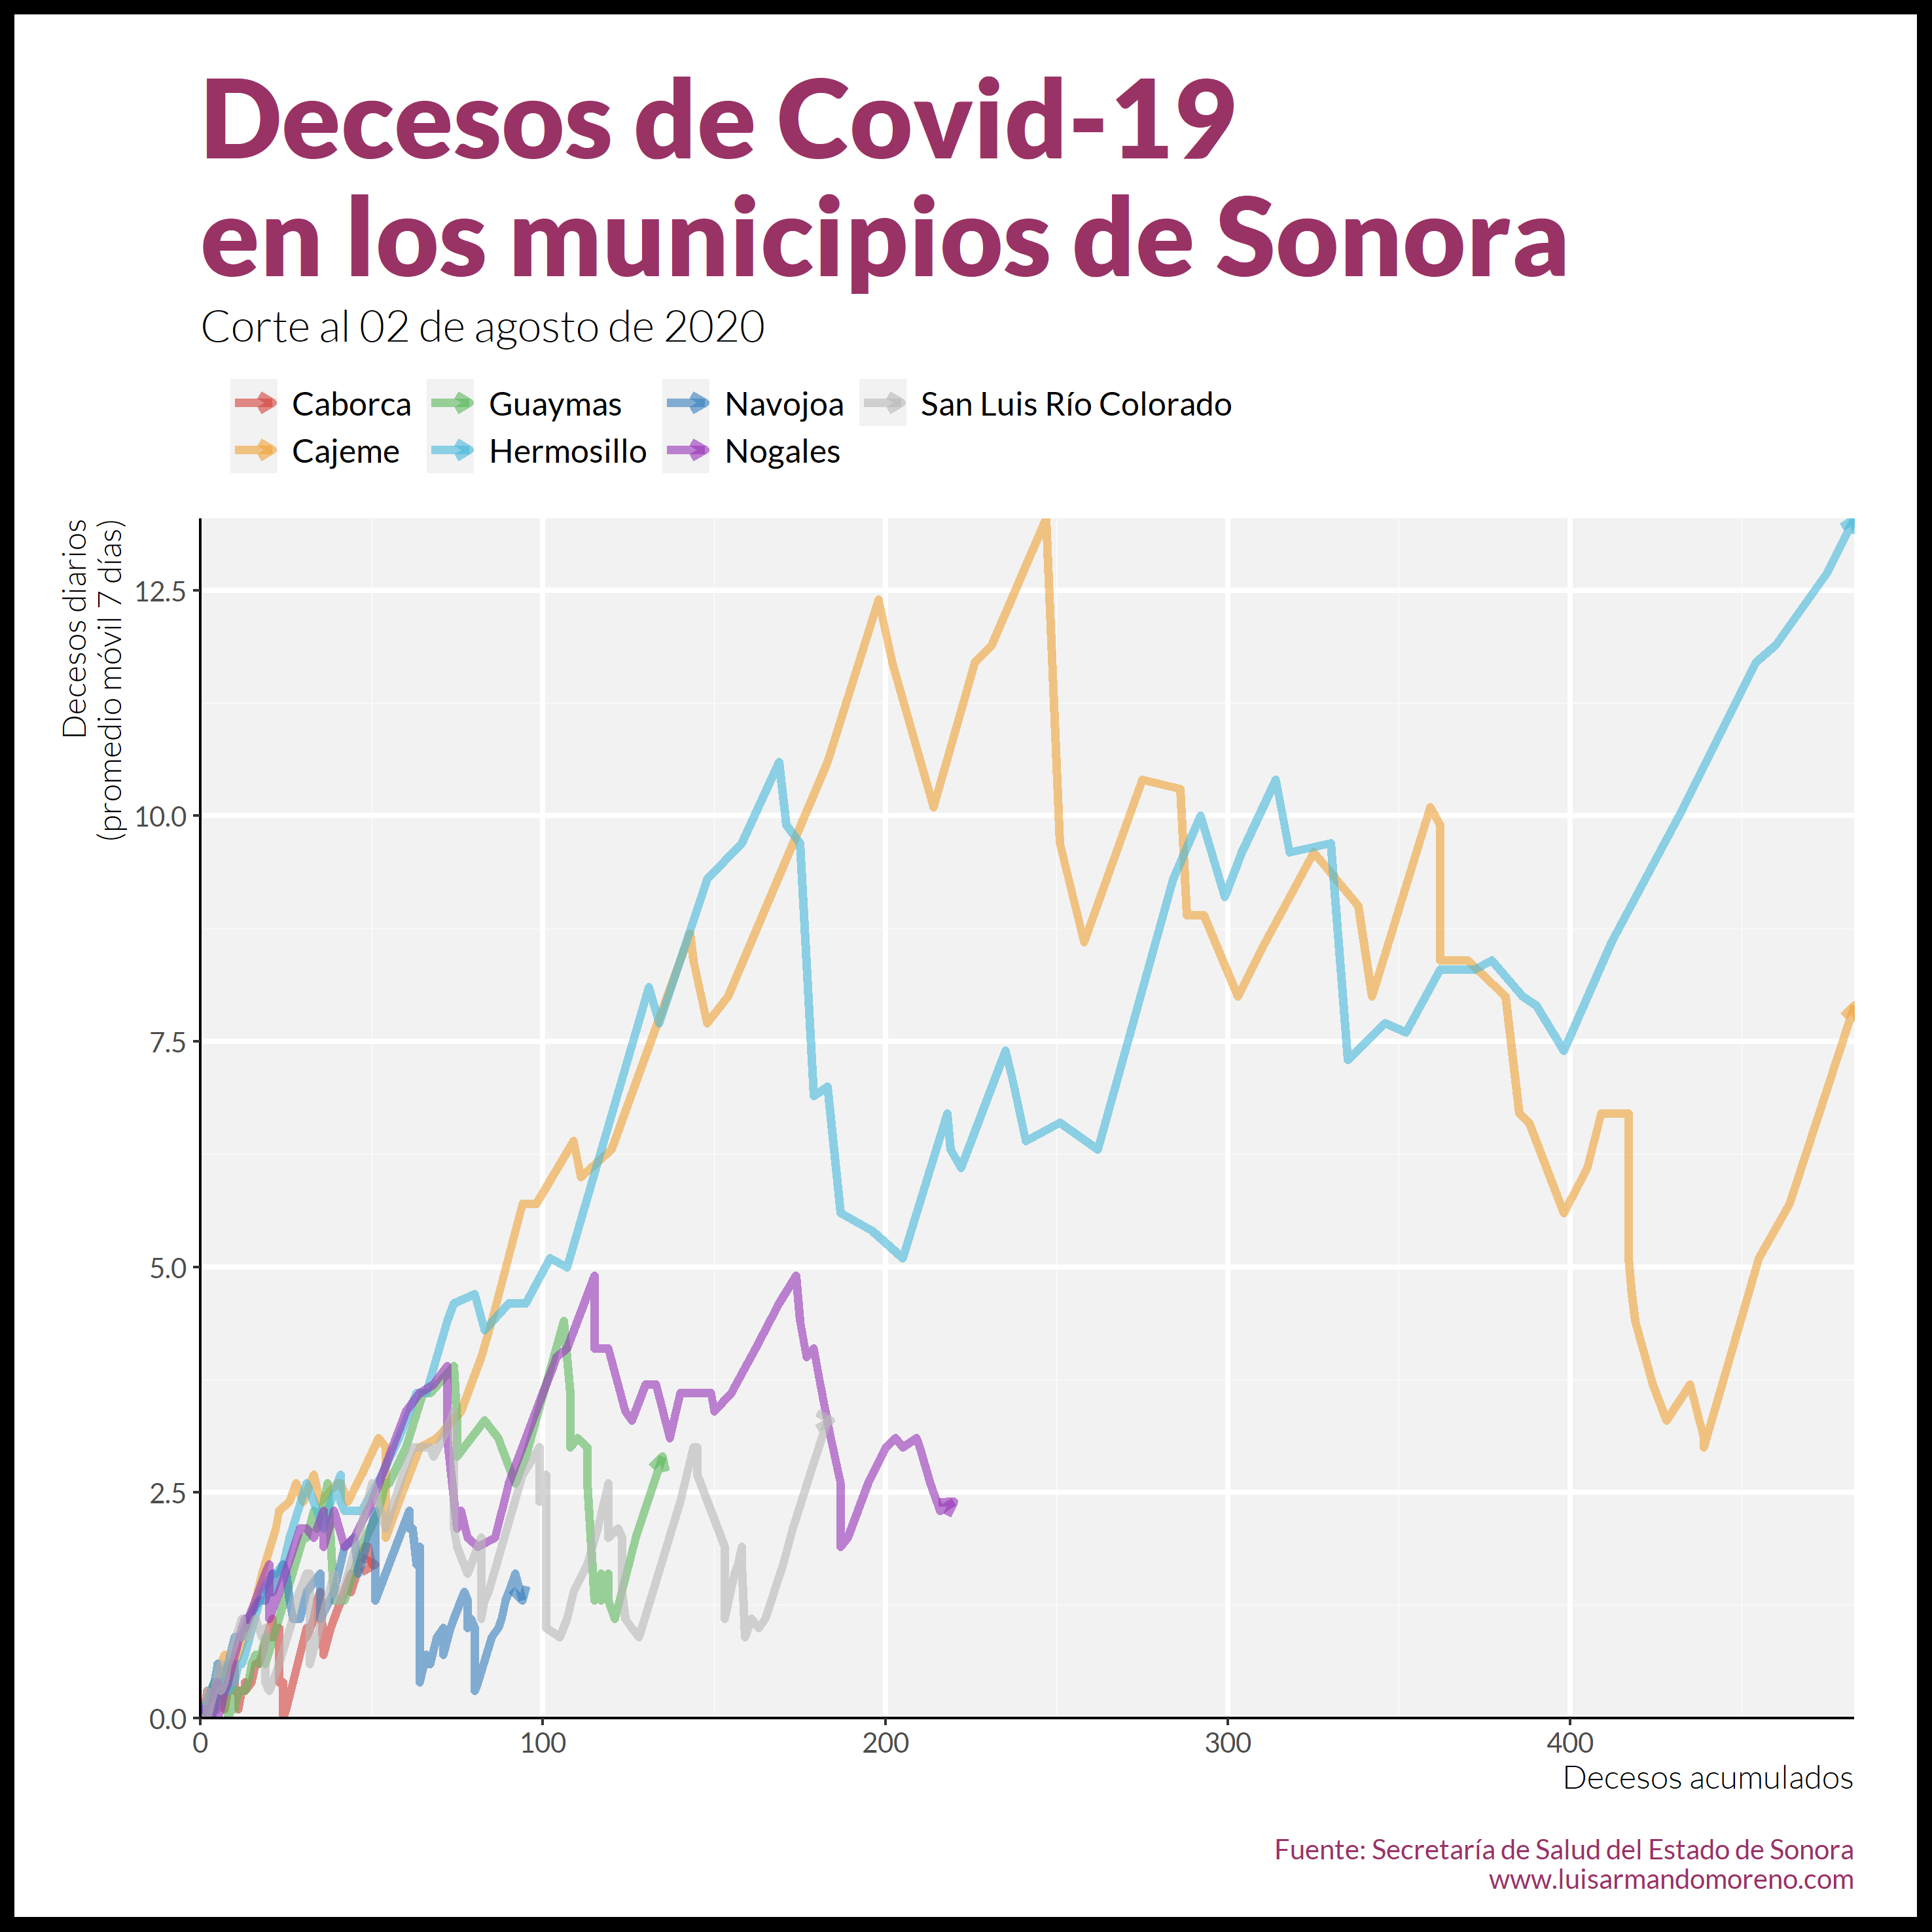 Decesos de Covid-19
en los municipios de Sonora
Corte al 02 de agosto de 2020
Caborca Guaymas Navojoa San Luis Río Colorado
Cajeme Hermosillo Nogales
Decesos diarios
(promedio móvil 7 días)
12.5
10.0
7.5
5.0
2.5
0.0
0 100 200 300 400
Decesos acumulados
Fuente: Secretaría de Salud del Estado de Sonora
www.luisarmandomoreno.com